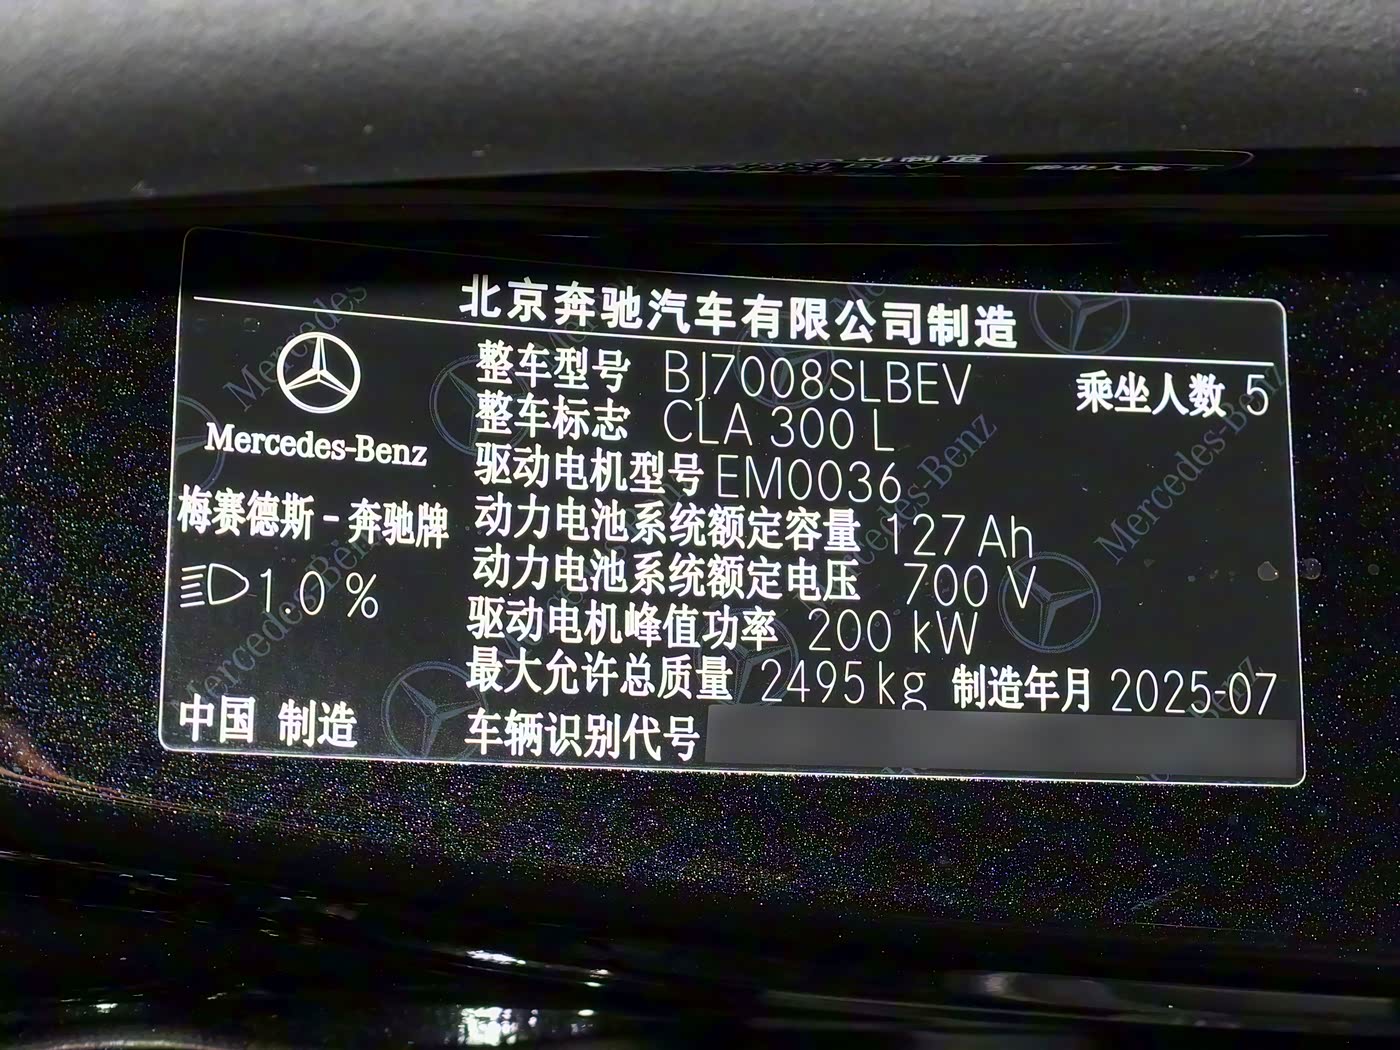 北京奔驰汽车有限公司制造
Mercedes-Benz
梅赛德斯-奔驰牌
1.0 %
中国 制造
整车型号 BJ7008SLBEV 乘坐人数 5
整车标志 CLA 300 L
驱动电机型号 EM0036
动力电池系统额定容量 127 Ah
动力电池系统额定电压 700 V
驱动电机峰值功率 200 kW
最大允许总质量 2495 kg 制造年月 2025-07
车辆识别代号